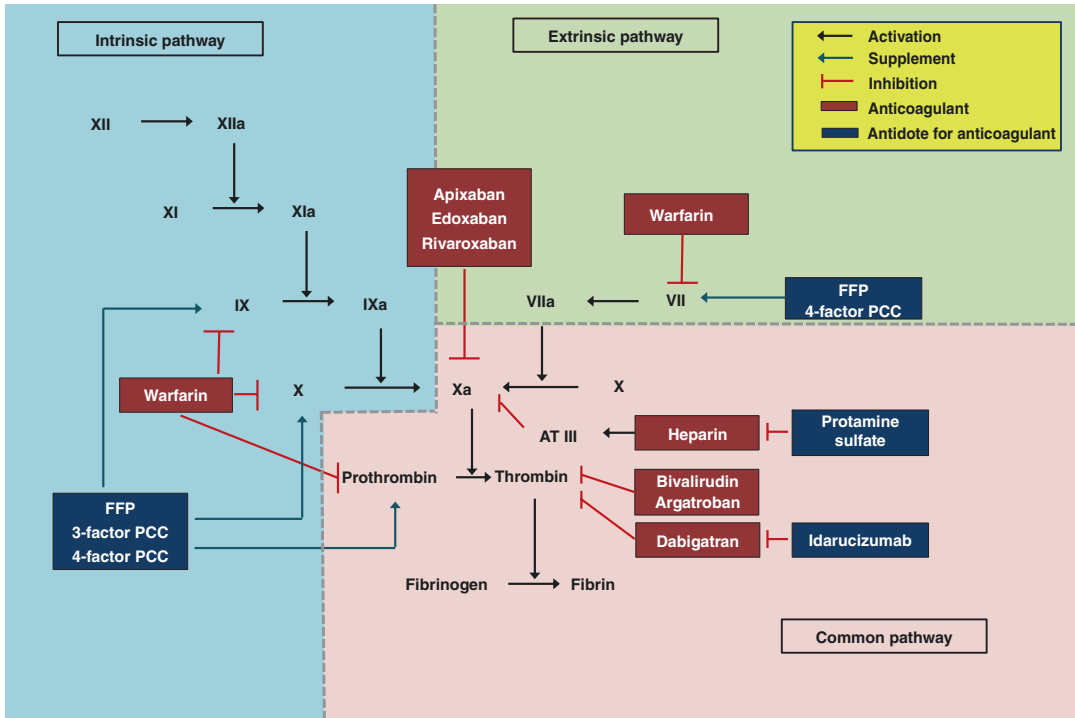 Intrinsic pathway
Extrinsic pathway
Activation
Supplement
Inhibition
Anticoagulant
Antidote for anticoagulant
XII
XIIa
XI
XIa
Apixaban
Edoxaban
Rivaroxaban
Warfarin
IX
IXa
VIIa
VII
FFP
4-factor PCC
Warfarin
X
Xa
X
AT III
Heparin
Protamine
sulfate
Prothrombin
Thrombin
Bivalirudin
Argatroban
FFP
3-factor PCC
4-factor PCC
Dabigatran
Idarucizumab
Fibrinogen
Fibrin
Common pathway